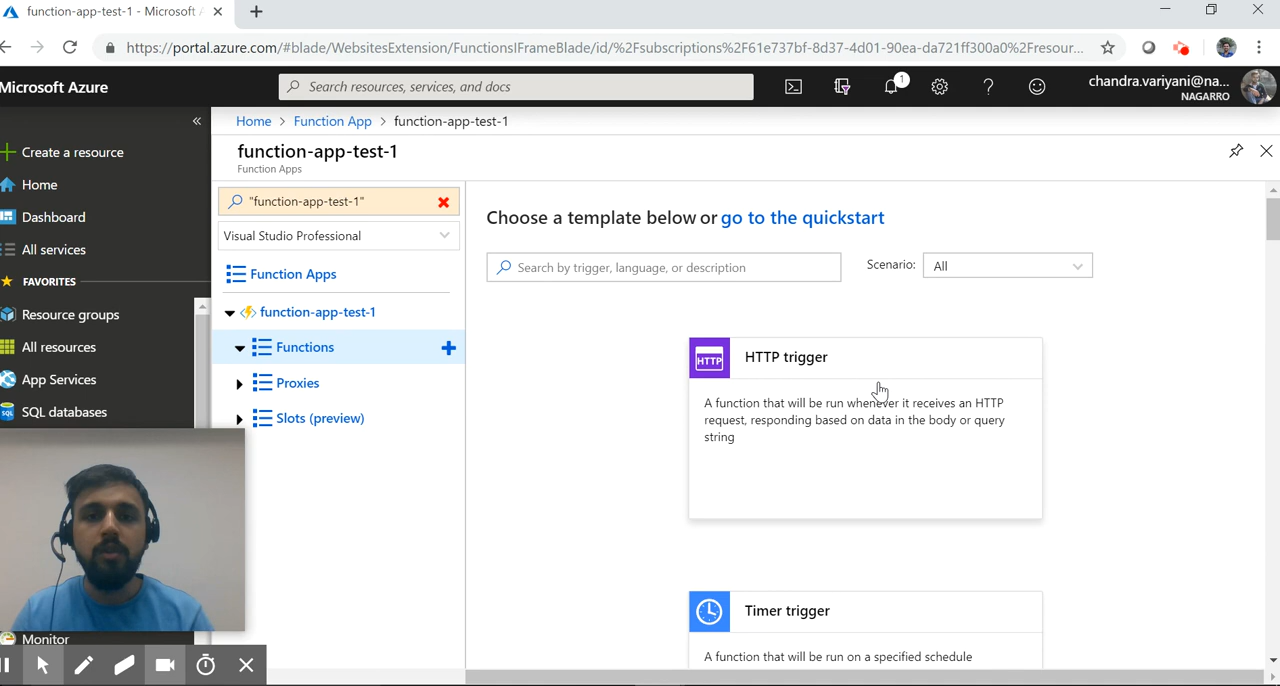 function-app-test-1 - Microsoft
https://portal.azure.com/#blade/WebsitesExtension/FunctionsIFrameBlade/id/%2Fsubscriptions%2F61e737bf-8d37-4d01-90ea-da721ff300a0%2Fresour...
Microsoft Azure
Search resources, services, and docs
1
chandra.variyani@na...
NAGARRO
Create a resource
Home
Dashboard
All services
FAVORITES
Resource groups
All resources
App Services
SQL
SQL databases
Monitor
Home > Function App > function-app-test-1
function-app-test-1
Function Apps
"function-app-test-1"
Visual Studio Professional
Function Apps
function-app-test-1
Functions
Proxies
Slots (preview)
Choose a template below or go to the quickstart
Search by trigger, language, or description
Scenario: All
HTTP
HTTP trigger
A function that will be run whenever it receives an HTTP
request, responding based on data in the body or query
string
Timer trigger
A function that will be run on a specified schedule